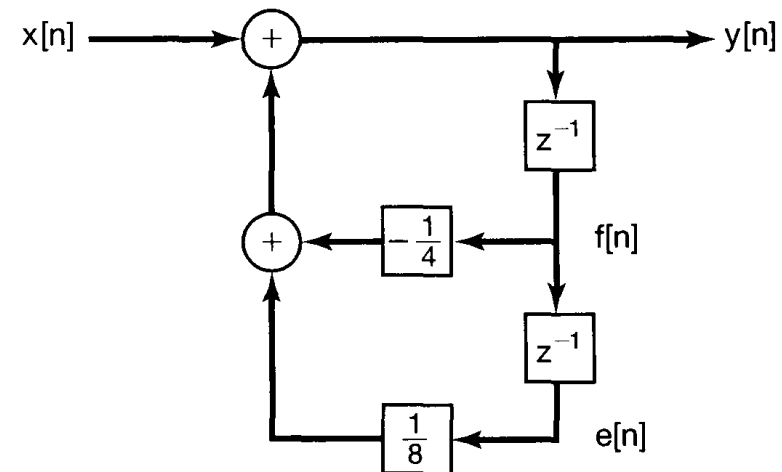 x[n]
+
y[n]
z⁻¹
+
− 1/4
f[n]
z⁻¹
1/8
e[n]